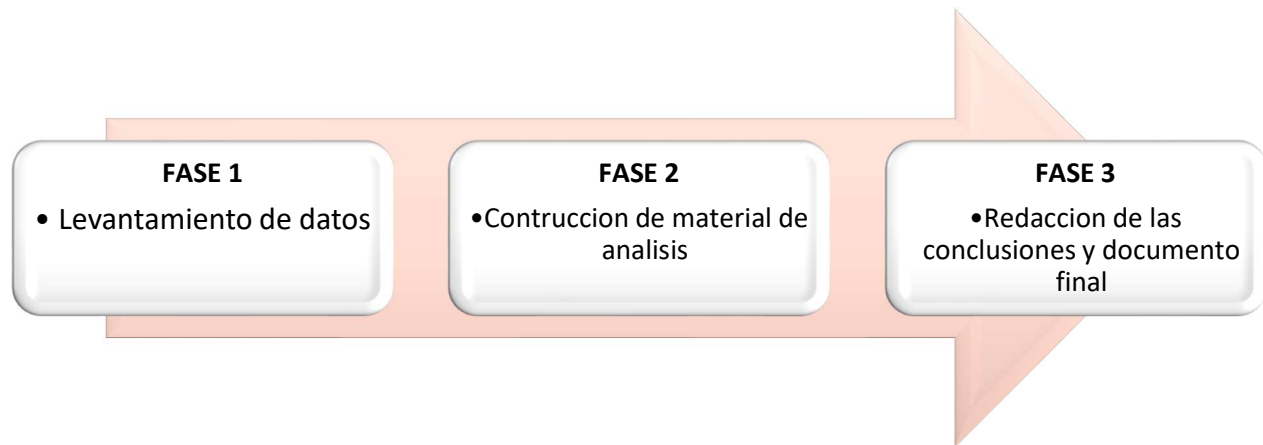 FASE 1
• Levantamiento de datos
FASE 2
•Contruccion de material de
analisis
FASE 3
•Redaccion de las
conclusiones y documento
final